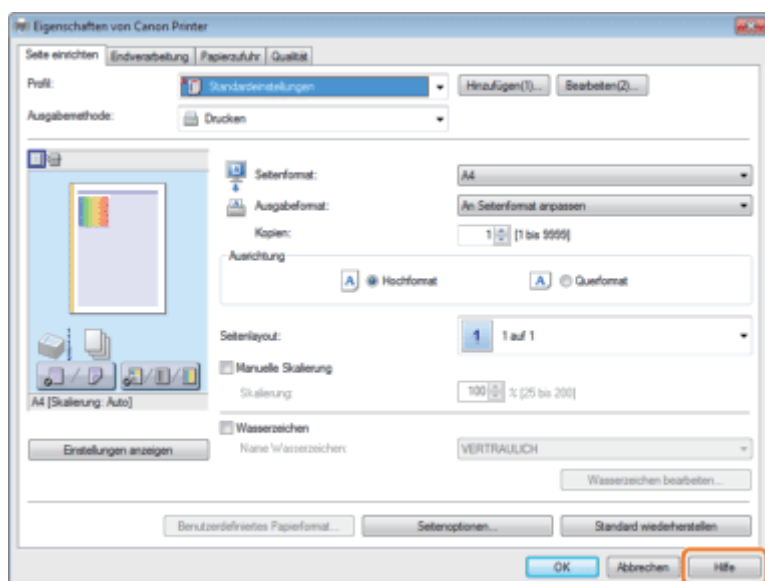 Eigenschaften von Canon Printer
Seite einrichten Endverarbeitung Papierzufuhr Qualität
Profil: Standardeinstellungen Hinzufügen(1)... Bearbeiten(2)...
Ausgabemethode: Drucken
Seitenformat: A4
Ausgabeformat: An Seitenformat anpassen
Kopien: 1 [1 bis 9999]
Ausrichtung
A Hochformat A Querformat
Seitenlayout: 1 1 auf 1
Manuelle Skalierung
Skalierung: 100 % [25 bis 200]
A4 [Skalierung: Auto]
Wasserzeichen
Einstellungen anzeigen Name Wasserzeichen: VERTRAULICH
Wasserzeichen bearbeiten...
Benutzerdefiniertes Papierformat... Seitenoptionen... Standard wiederherstellen
OK Abbrechen Hilfe